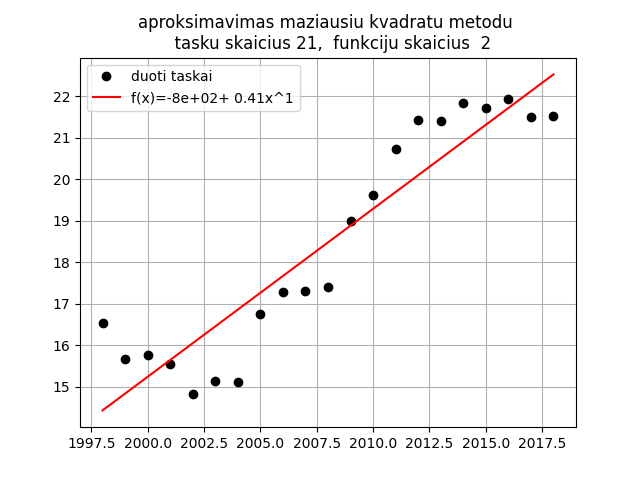 aproksimavimas maziausiu kvadratu metodu
tasku skaicius 21,  funkciju skaicius  2
duoti taskai
f(x)=-8e+02+ 0.41x^1
22
21
20
19
18
17
16
15
1997.5 2000.0 2002.5 2005.0 2007.5 2010.0 2012.5 2015.0 2017.5